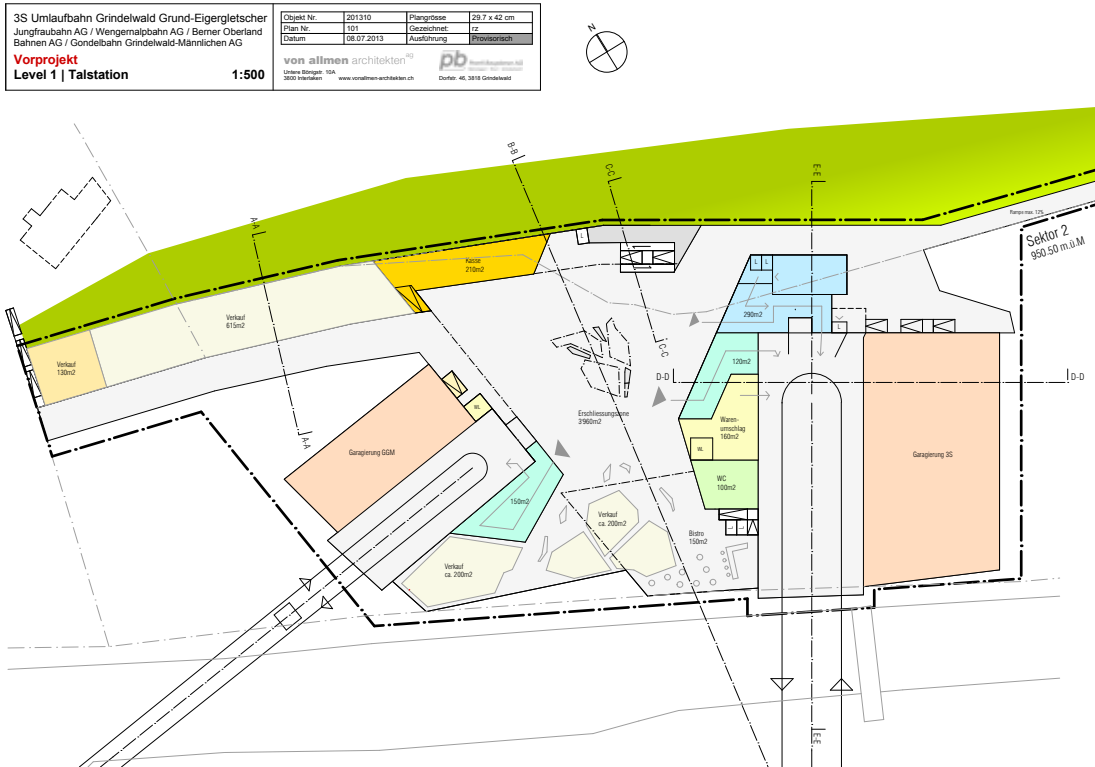 3S Umlaufbahn Grindelwald Grund-Eigergletscher
Jungfraubahn AG / Wengernalpbahn AG / Berner Oberland
Bahnen AG / Gondelbahn Grindelwald-Männlichen AG
Vorprojekt
Level 1 | Talstation 1:500
Objekt Nr. 201310 Plangrösse 29.7 x 42 cm
Plan Nr. 101 Gezeichnet: rz
Datum 08.07.2013 Ausführung Provisorisch
von allmen architekten ag
Untere Bönigstr. 10A
3800 Interlaken www.vonallmen-architekten.ch
pb
Dorfstr. 46, 3818 Grindelwald
N
B-B
C-C
E-E
A-A
Rampe max. 12%
Sektor 2
950.50 m.ü.M
L
Kasse
210m2
L L
Verkauf
615m2
290m2
L
Verkauf
130m2
C-C
120m2
D-D
D-D
WL
Erschliessungszone
3'960m2
Waren-
umschlag
160m2
A-A
WL
Garagierung GGM
Garagierung 3S
WC
100m2
150m2
Verkauf
ca. 200m2
L L
Bistro
150m2
Verkauf
ca. 200m2
E-E